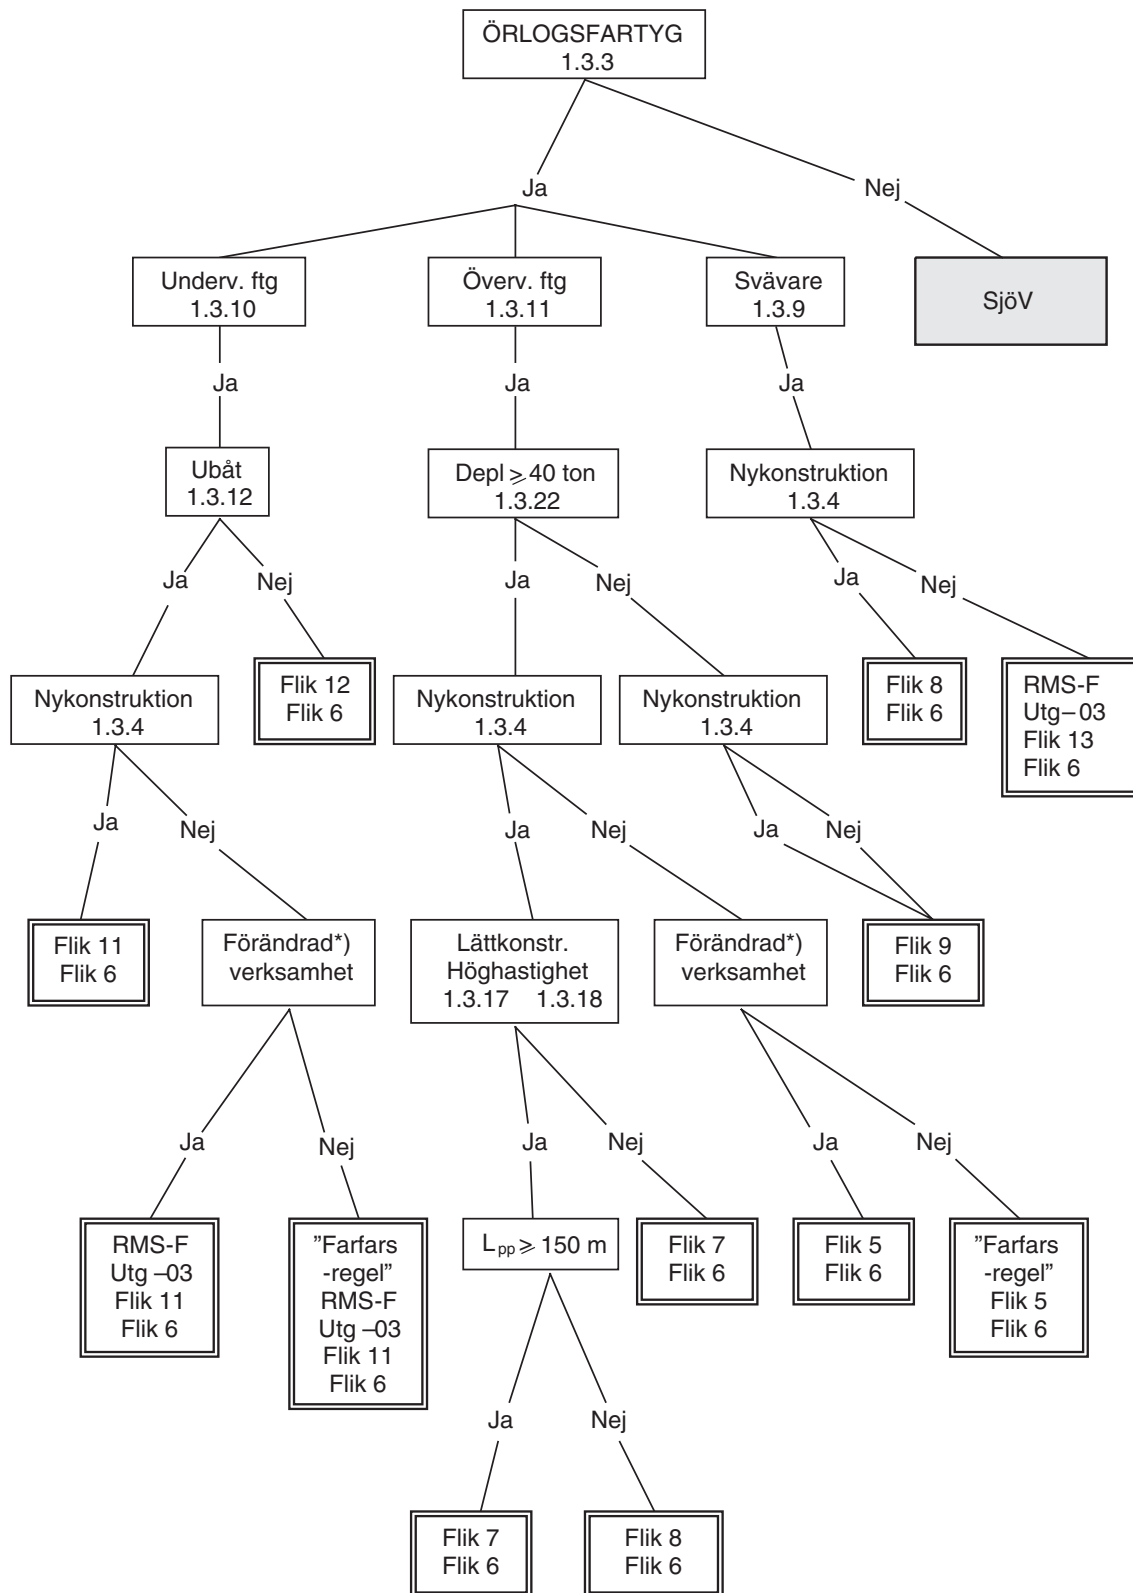 ÖRLOGSFARTYG
1.3.3
Ja
Nej
Underv. ftg
1.3.10
Överv. ftg
1.3.11
Svävare
1.3.9
SjöV
Ja
Ja
Ja
Ubåt
1.3.12
Depl ⩾ 40 ton
1.3.22
Nykonstruktion
1.3.4
Ja
Nej
Ja
Nej
Ja
Nej
Nykonstruktion
1.3.4
Flik 12
Flik 6
Nykonstruktion
1.3.4
Nykonstruktion
1.3.4
Flik 8
Flik 6
RMS-F
Utg–03
Flik 13
Flik 6
Ja
Nej
Ja
Nej
Ja
Nej
Flik 11
Flik 6
Förändrad*)
verksamhet
Lättkonstr.
Höghastighet
1.3.17 1.3.18
Förändrad*)
verksamhet
Flik 9
Flik 6
Ja
Nej
Ja
Nej
Ja
Nej
RMS-F
Utg –03
Flik 11
Flik 6
”Farfars
-regel”
RMS-F
Utg –03
Flik 11
Flik 6
Lpp ⩾ 150 m
Flik 7
Flik 6
Flik 5
Flik 6
”Farfars
-regel”
Flik 5
Flik 6
Ja
Nej
Flik 7
Flik 6
Flik 8
Flik 6